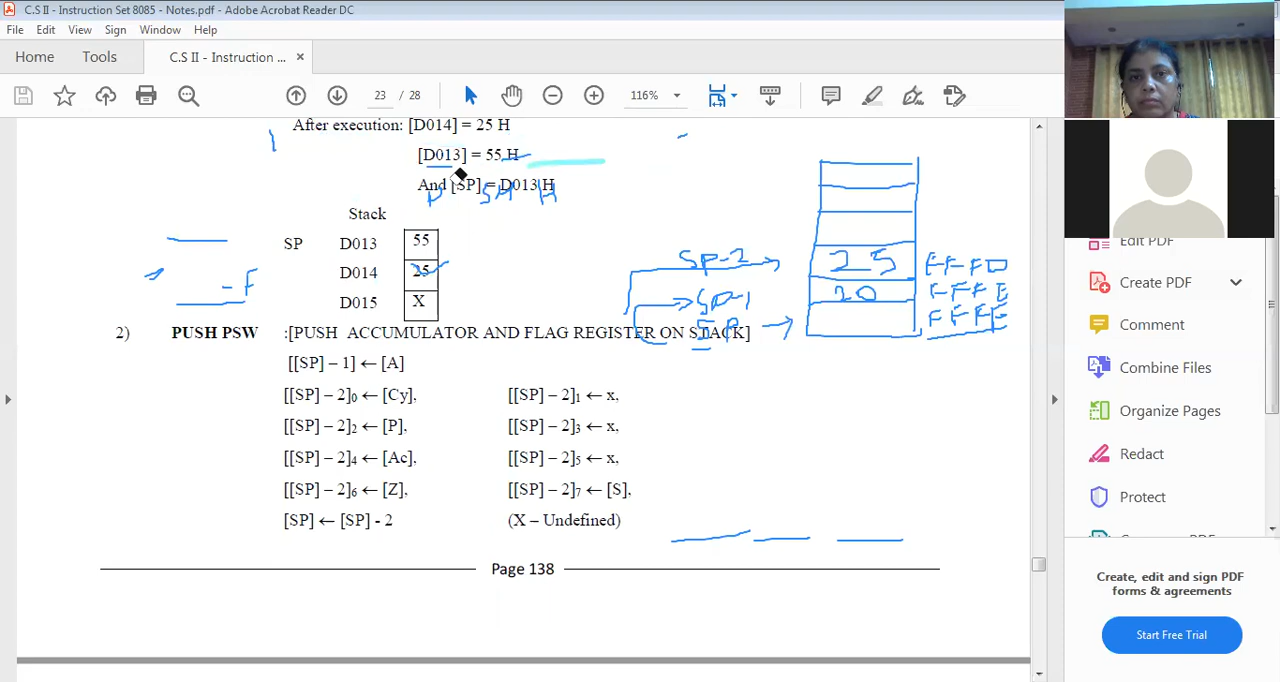 C.S II - Instruction Set 8085 - Notes.pdf - Adobe Acrobat Reader DC
File Edit View Sign Window Help
Home Tools C.S II - Instruction ... ×
23 / 28 116%
After execution: [D014] = 25 H
[D013] = 55 H
And [SP] = D013 H
Stack
SP D013 55
D014 25
D015 X
SP-2 25 FFFD
SP-1 20 FFFE
SP
2) PUSH PSW :[PUSH ACCUMULATOR AND FLAG REGISTER ON STACK]
[[SP] – 1] ← [A]
[[SP] – 2]0 ← [Cy], [[SP] – 2]1 ← x,
[[SP] – 2]2 ← [P], [[SP] – 2]3 ← x,
[[SP] – 2]4 ← [Ac], [[SP] – 2]5 ← x,
[[SP] – 2]6 ← [Z], [[SP] – 2]7 ← [S],
[SP] ← [SP] - 2 (X – Undefined)
Page 138
Edit PDF
Create PDF
Comment
Combine Files
Organize Pages
Redact
Protect
Create, edit and sign PDF
forms & agreements
Start Free Trial